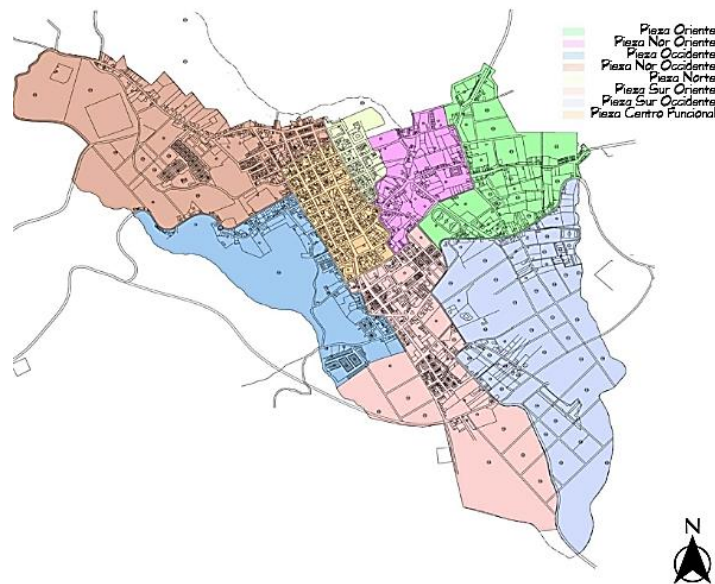 Pieza Oriente
Pieza Nor Oriente
Pieza Occidente
Pieza Nor Occidente
Pieza Norte
Pieza Sur Oriente
Pieza Sur Occidente
Pieza Centro Funcional
N